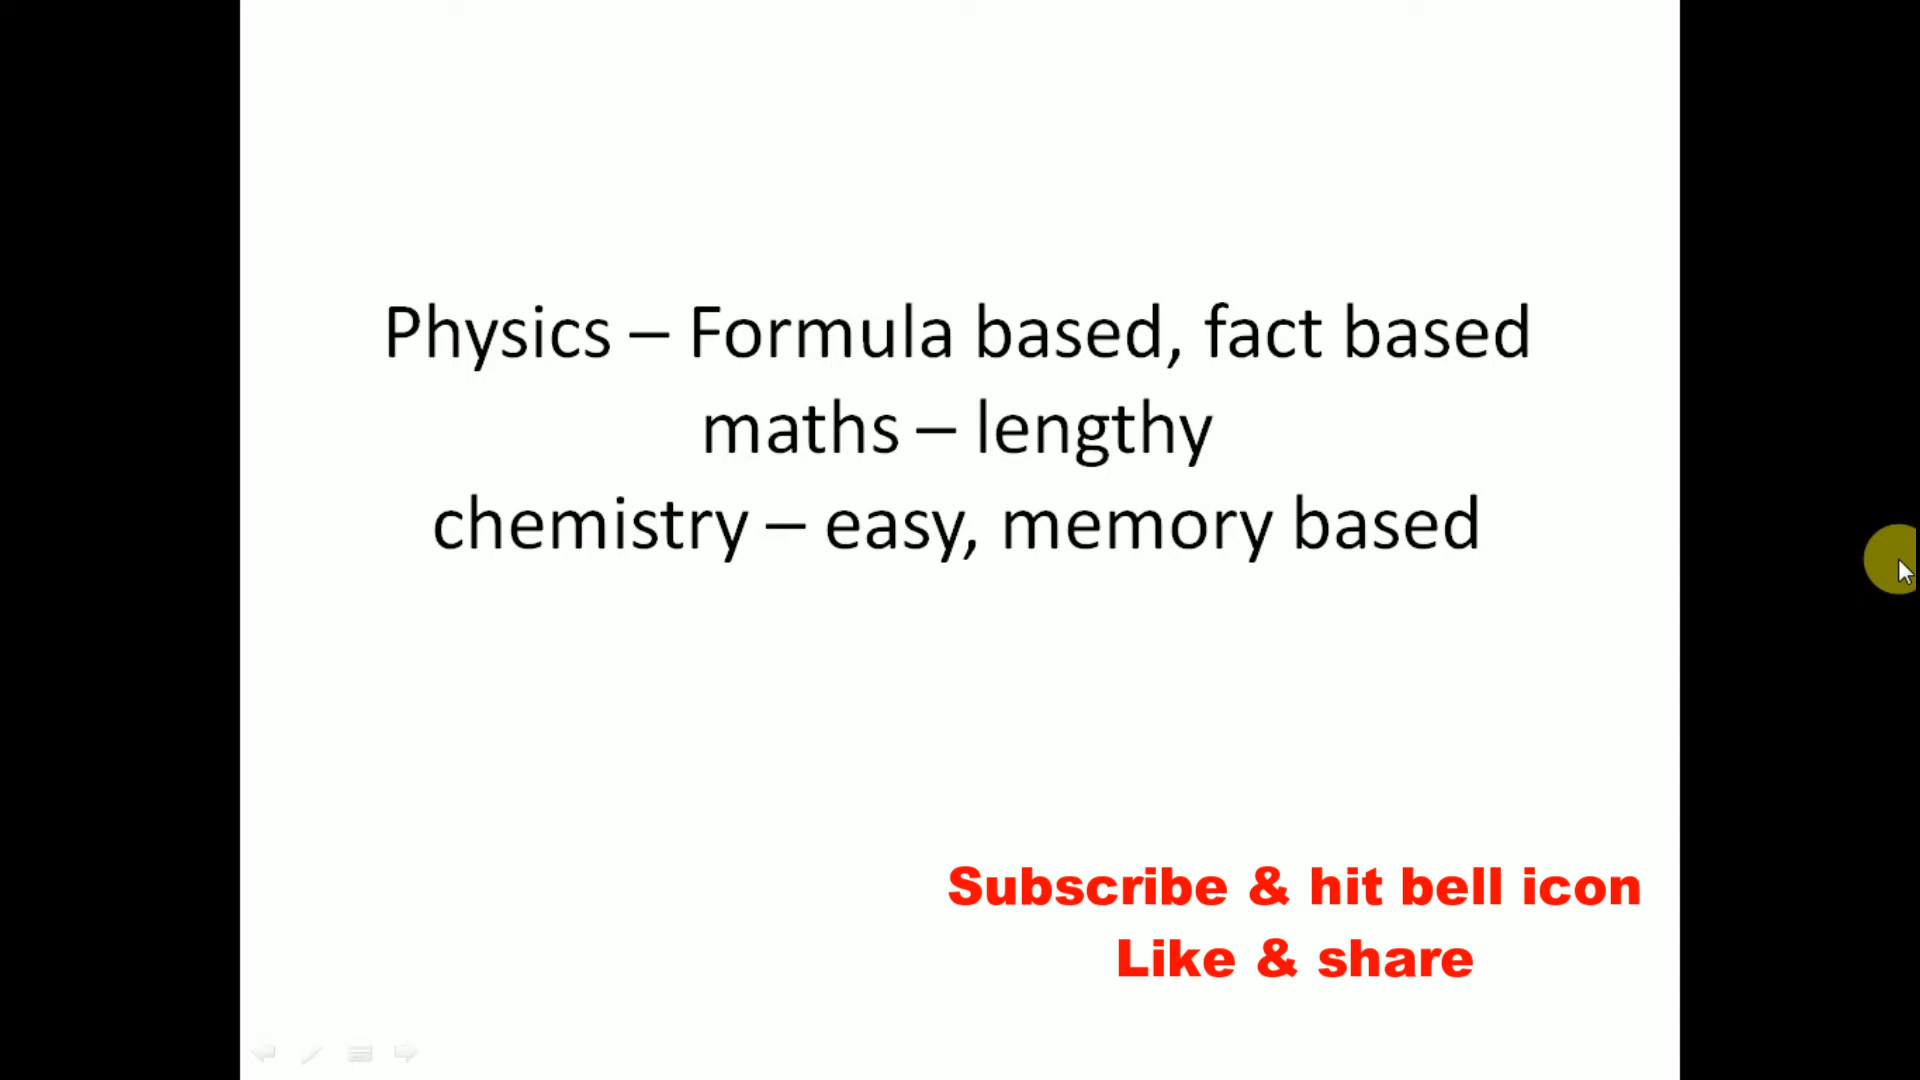 Physics – Formula based, fact based
maths – lengthy
chemistry – easy, memory based
Subscribe & hit bell icon
Like & share